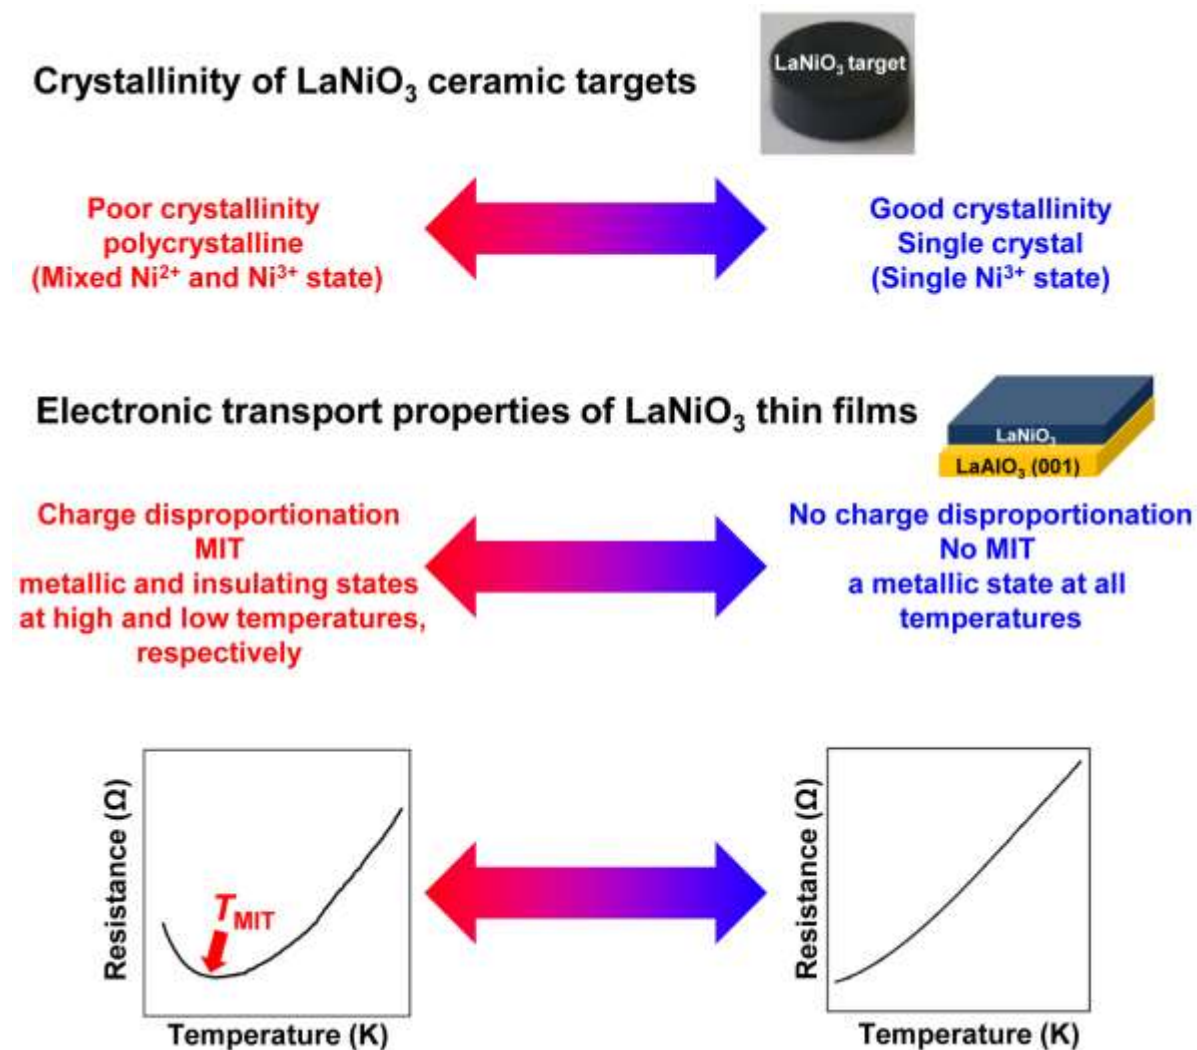 Crystallinity of LaNiO₃ ceramic targets
LaNiO₃ target
Poor crystallinity
polycrystalline
(Mixed Ni²⁺ and Ni³⁺ state)
Good crystallinity
Single crystal
(Single Ni³⁺ state)
Electronic transport properties of LaNiO₃ thin films
LaNiO₃
LaAlO₃ (001)
Charge disproportionation
MIT
metallic and insulating states
at high and low temperatures,
respectively
No charge disproportionation
No MIT
a metallic state at all
temperatures
Resistance (Ω)
T_MIT
Temperature (K)
Resistance (Ω)
Temperature (K)